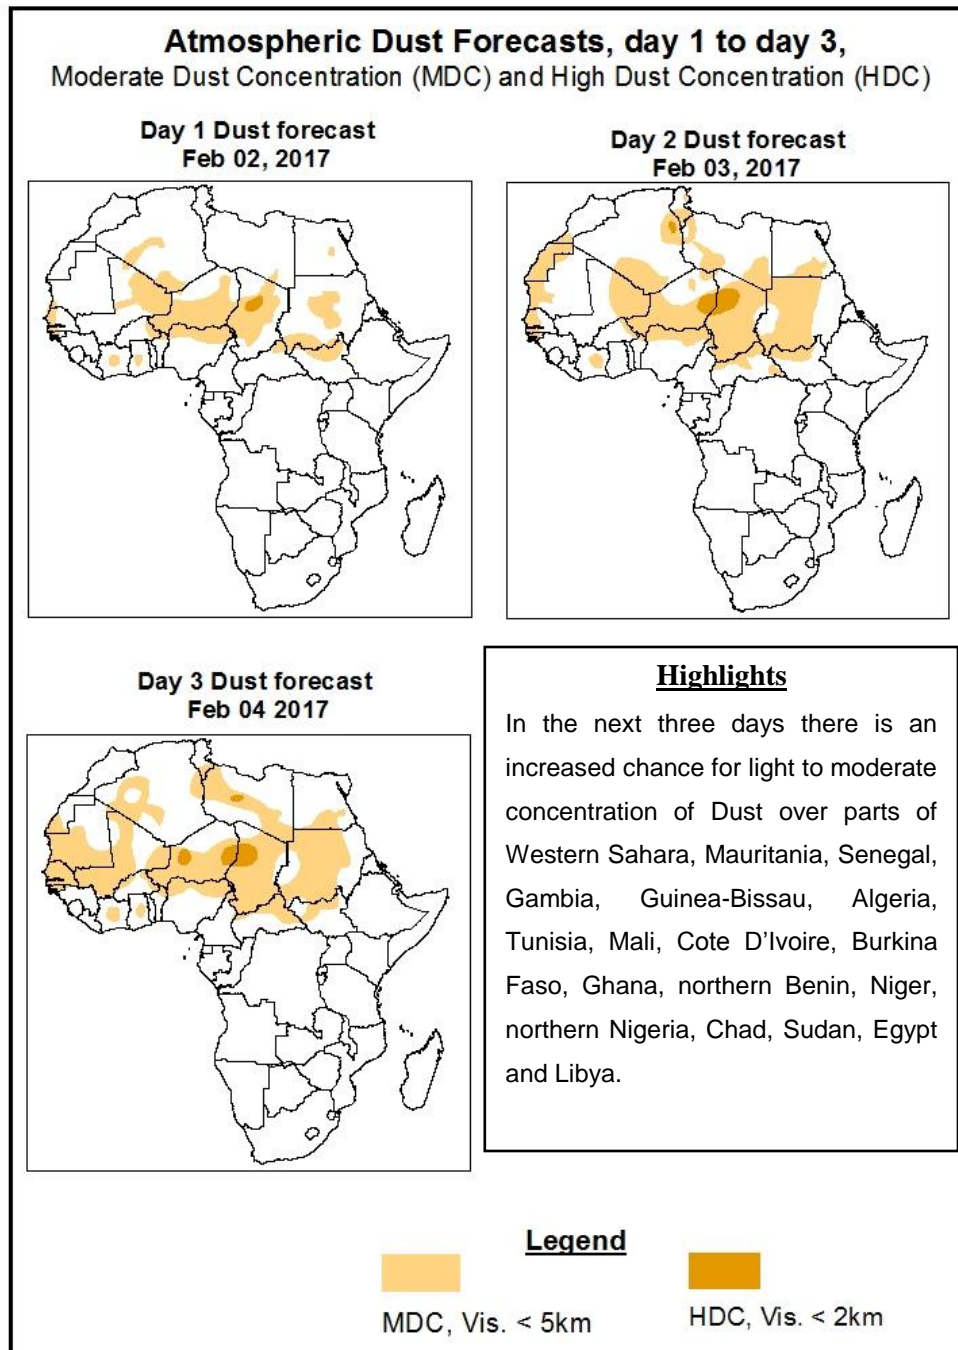 Atmospheric Dust Forecasts, day 1 to day 3,
Moderate Dust Concentration (MDC) and High Dust Concentration (HDC)
Day 1 Dust forecast
Feb 02, 2017
Day 2 Dust forecast
Feb 03, 2017
Day 3 Dust forecast
Feb 04 2017
Highlights
In the next three days there is an
increased chance for light to moderate
concentration of Dust over parts of
Western Sahara, Mauritania, Senegal,
Gambia, Guinea-Bissau, Algeria,
Tunisia, Mali, Cote D’Ivoire, Burkina
Faso, Ghana, northern Benin, Niger,
northern Nigeria, Chad, Sudan, Egypt
and Libya.
Legend
MDC, Vis. < 5km
HDC, Vis. < 2km